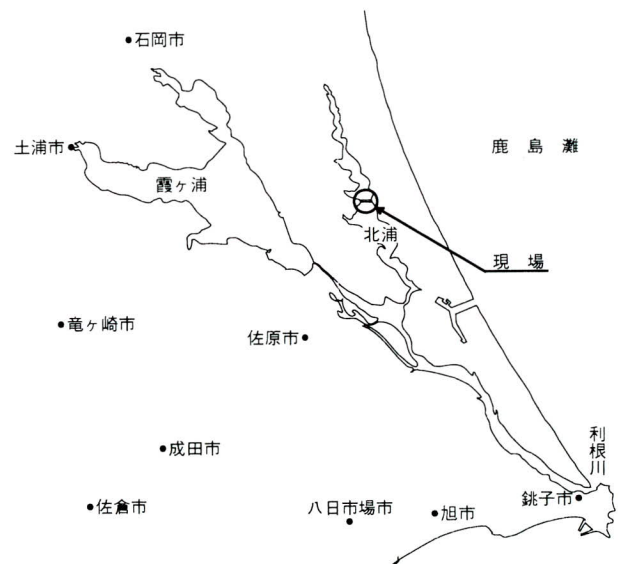 石岡市
土浦市
鹿島灘
霞ヶ浦
北浦
現場
竜ヶ崎市
佐原市
利根川
成田市
佐倉市
八日市場市
旭市
銚子市